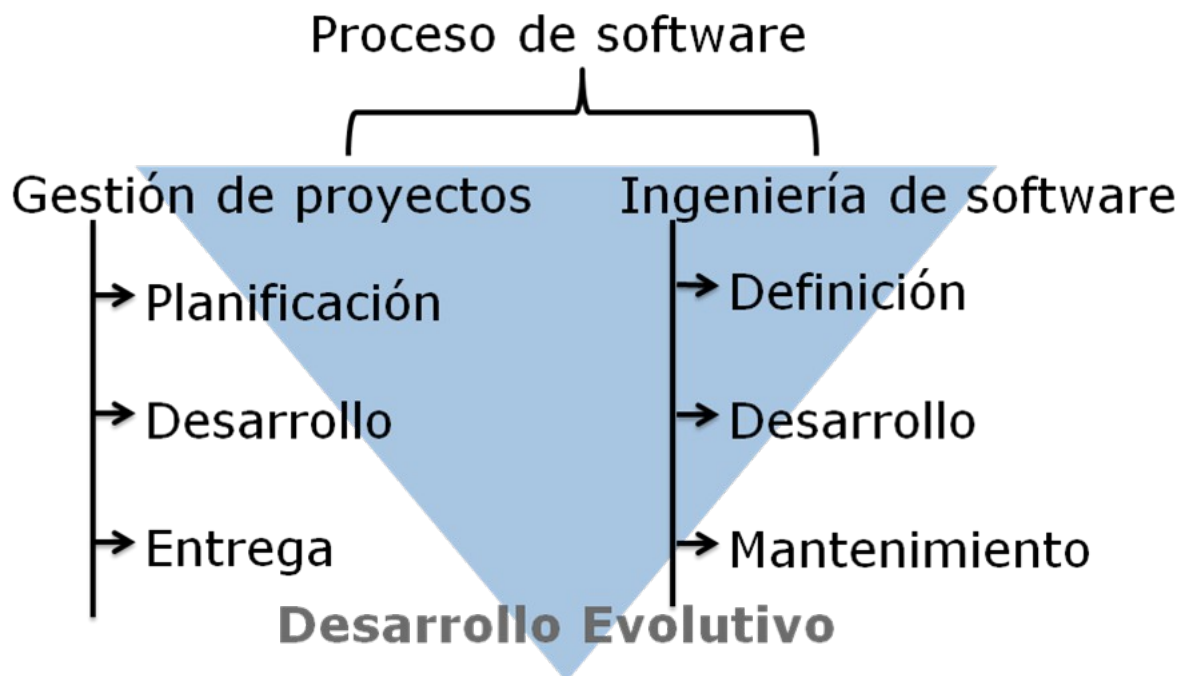 Proceso de software
Gestión de proyectos
Planificación
Desarrollo
Entrega
Ingeniería de software
Definición
Desarrollo
Mantenimiento
Desarrollo Evolutivo